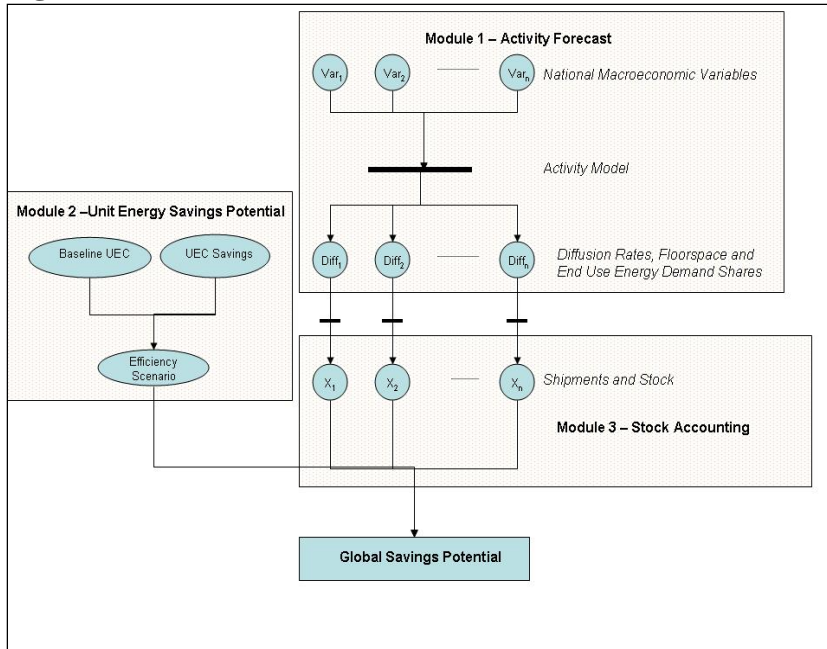 Module 1 – Activity Forecast
Var1 Var2 Varn National Macroeconomic Variables
Activity Model
Module 2 –Unit Energy Savings Potential
Baseline UEC UEC Savings
Diff1 Diff2 Diffn Diffusion Rates, Floorspace and
End Use Energy Demand Shares
Efficiency
Scenario
X1 X2 Xn Shipments and Stock
Module 3 – Stock Accounting
Global Savings Potential